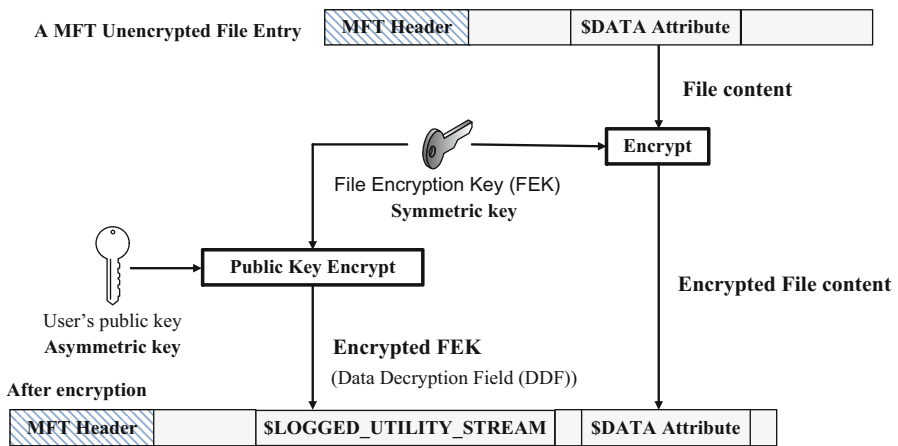 A MFT Unencrypted File Entry
MFT Header
$DATA Attribute
File content
Encrypt
File Encryption Key (FEK)
Symmetric key
Public Key Encrypt
User's public key
Asymmetric key
Encrypted File content
Encrypted FEK
(Data Decryption Field (DDF))
After encryption
MFT Header
$LOGGED_UTILITY_STREAM
$DATA Attribute